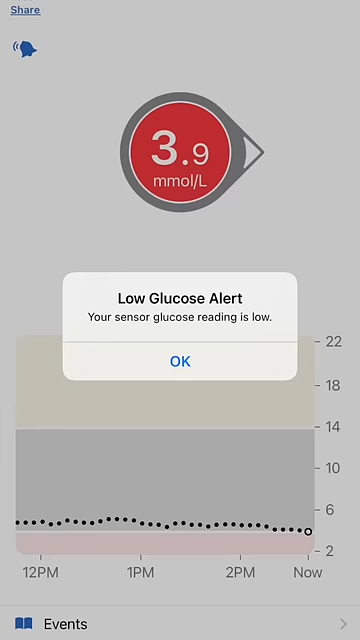 Share
3.9
mmol/L
Low Glucose Alert
Your sensor glucose reading is low.
OK
22
18
14
10
6
2
12PM 1PM 2PM Now
Events